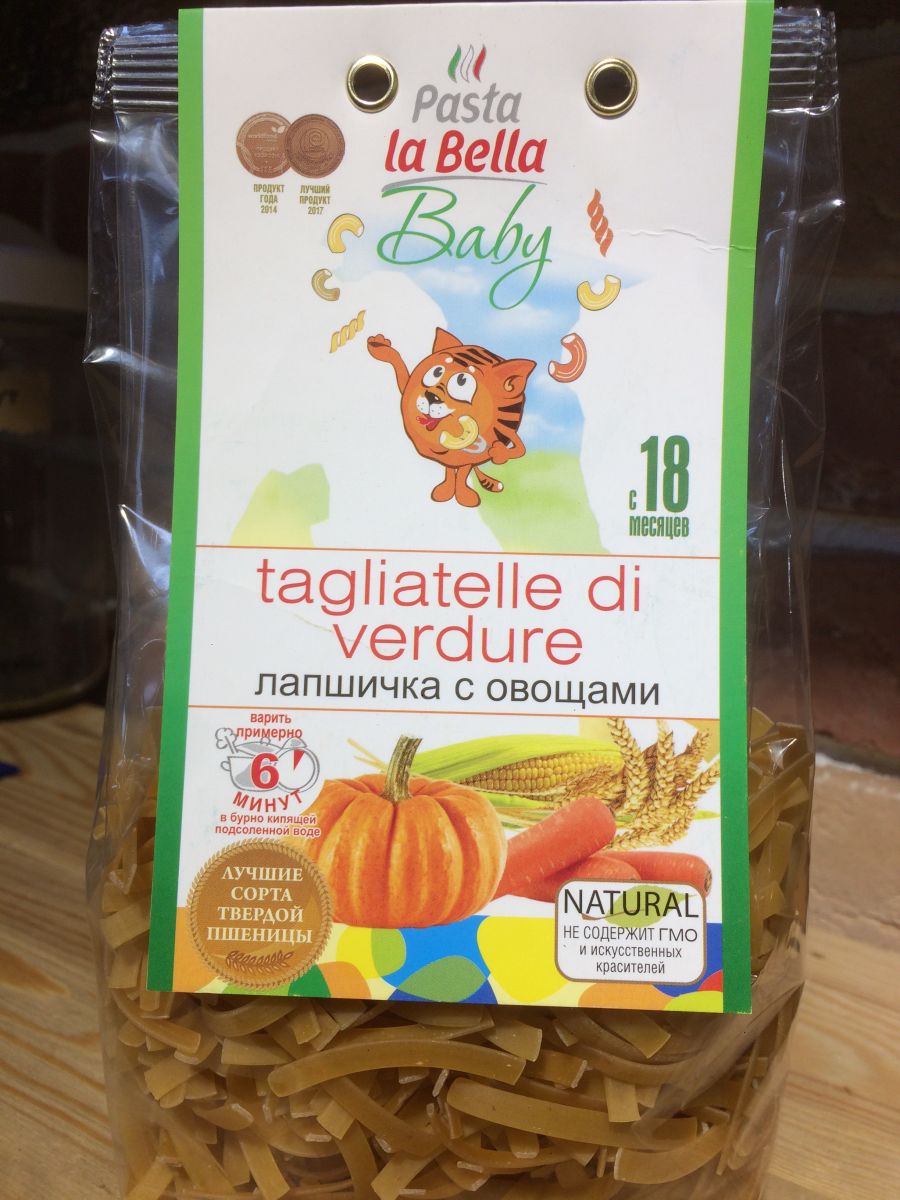 Pasta
la Bella
Baby
ПРОДУКТ
ГОДА
2014
ЛУЧШИЙ
ПРОДУКТ
2017
с 18
месяцев
tagliatelle di
verdure
лапшичка с овощами
варить
примерно
6
МИНУТ
в бурно кипящей
подсоленной воде
ЛУЧШИЕ
СОРТА
ТВЕРДОЙ
ПШЕНИЦЫ
NATURAL
НЕ СОДЕРЖИТ ГМО
и искусственных
красителей